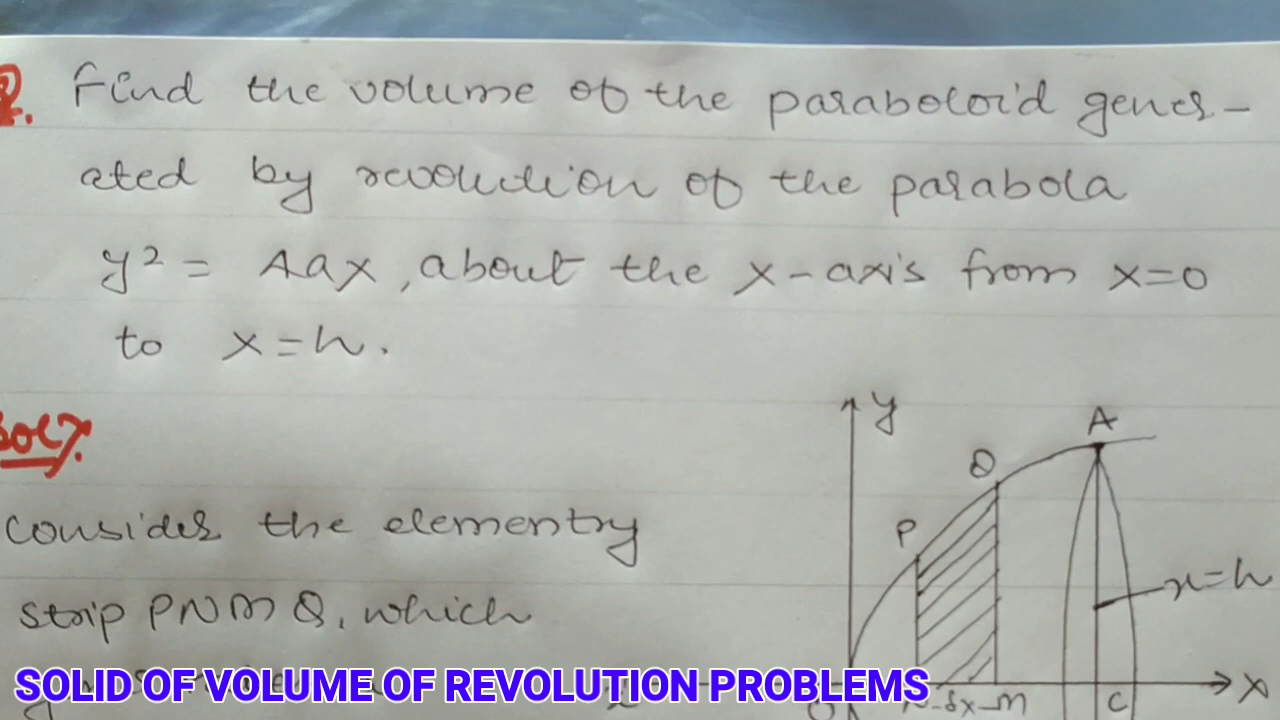 Q. Find the volume of the paraboloid gener-
ated by revolution of the parabola
y² = 4ax, about the x-axis from x=0
to x=h.
Sol?.
Consider the elementry
strip PNMQ, which
y
A
Q
P
x=h
SOLID OF VOLUME OF REVOLUTION PROBLEMS
O
N-δx-M
C
X